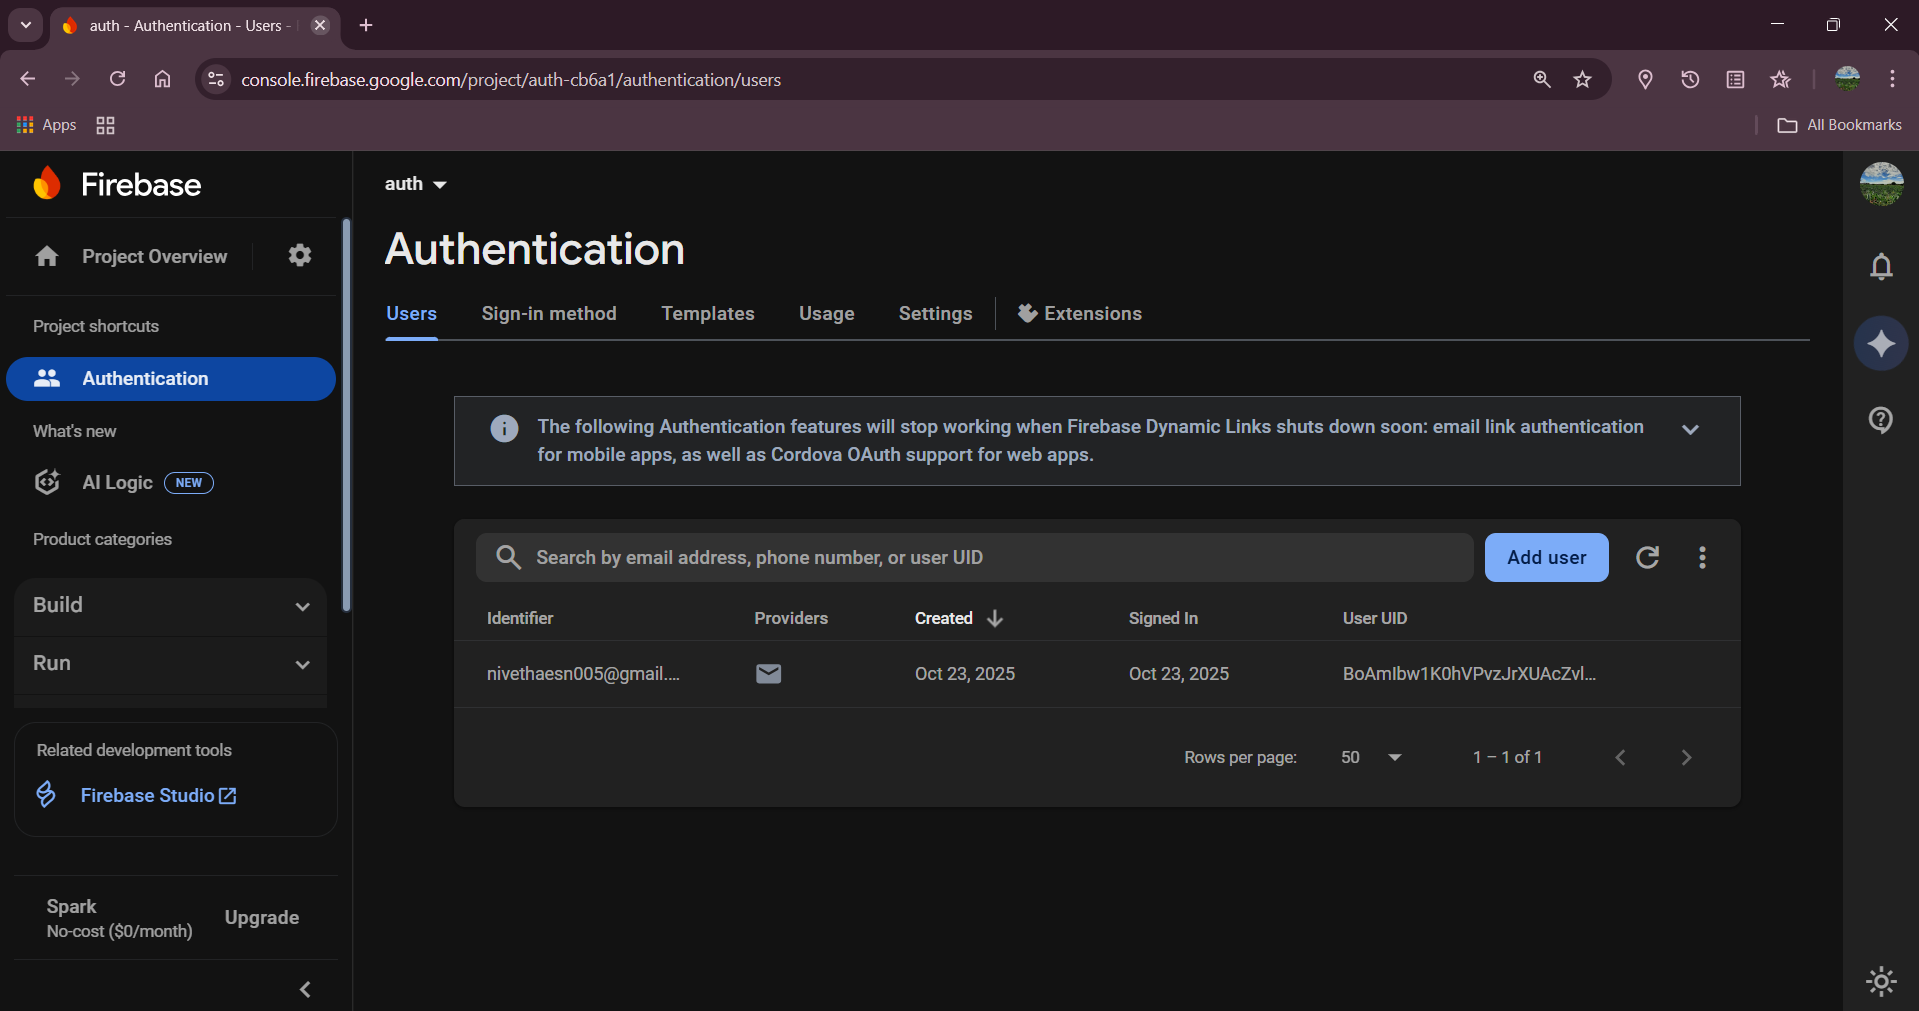 auth - Authentication - Users -
console.firebase.google.com/project/auth-cb6a1/authentication/users
Apps
All Bookmarks
Firebase
Project Overview
Project shortcuts
Authentication
What's new
AI Logic NEW
Product categories
Build
Run
Related development tools
Firebase Studio
Spark
No-cost ($0/month)
Upgrade
auth
Authentication
Users Sign-in method Templates Usage Settings Extensions
The following Authentication features will stop working when Firebase Dynamic Links shuts down soon: email link authentication
for mobile apps, as well as Cordova OAuth support for web apps.
Search by email address, phone number, or user UID
Add user
Identifier Providers Created Signed In User UID
nivethaesn005@gmail.... Oct 23, 2025 Oct 23, 2025 BoAmIbw1K0hVPvzJrXUAcZvl...
Rows per page: 50 1 – 1 of 1